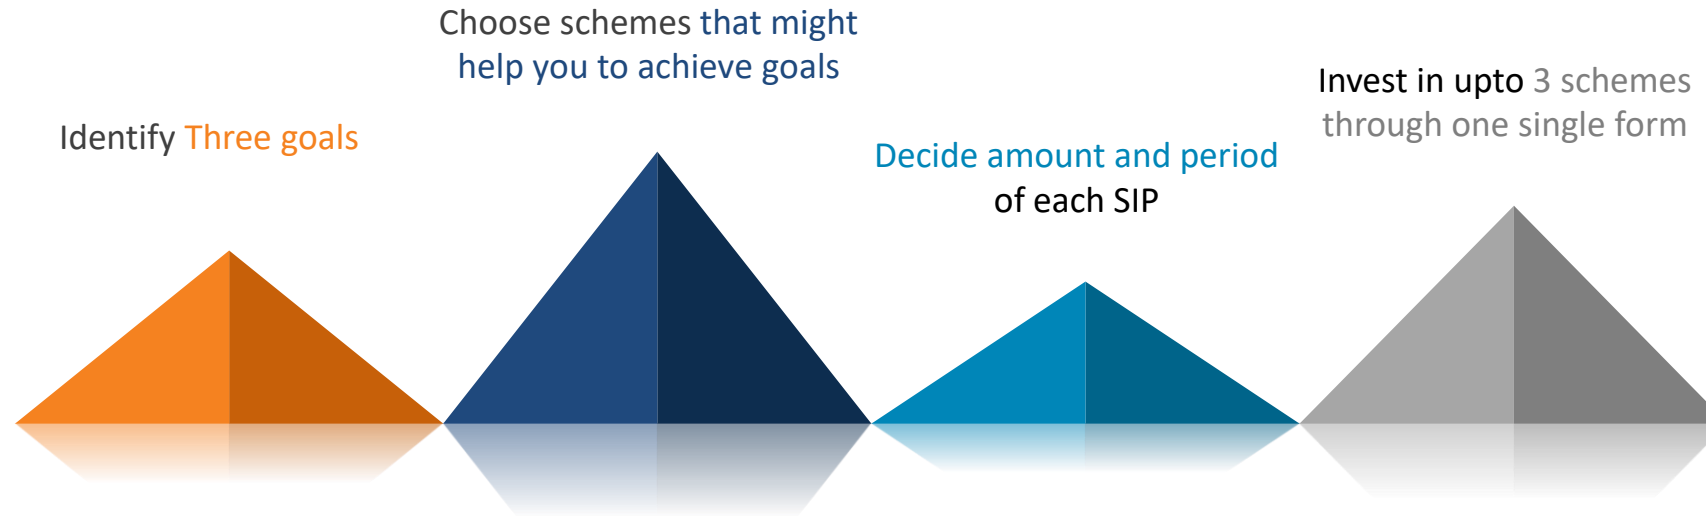 Identify Three goals
Choose schemes that might
help you to achieve goals
Decide amount and period
of each SIP
Invest in upto 3 schemes
through one single form